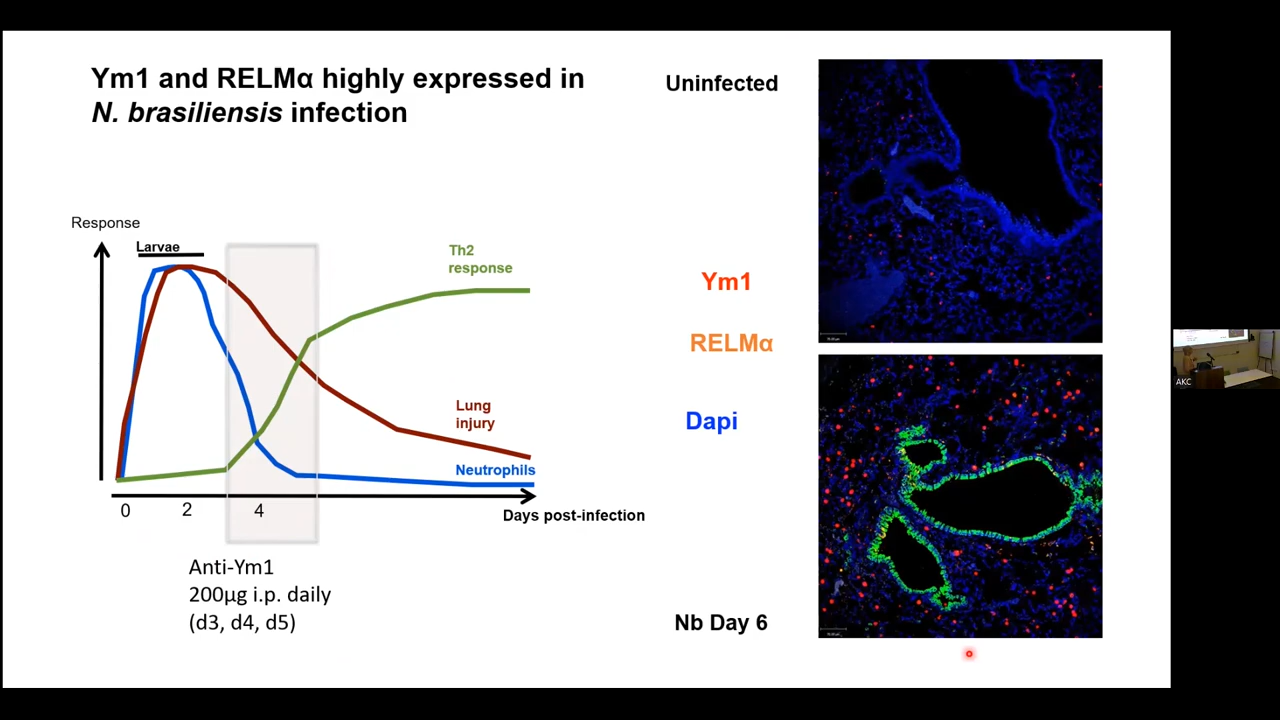 Ym1 and RELMα highly expressed in
N. brasiliensis infection
Response
Larvae
Th2
response
Lung
injury
Neutrophils
0
2
4
Days post-infection
Anti-Ym1
200µg i.p. daily
(d3, d4, d5)
Uninfected
Ym1
RELMα
Dapi
Nb Day 6
AKC